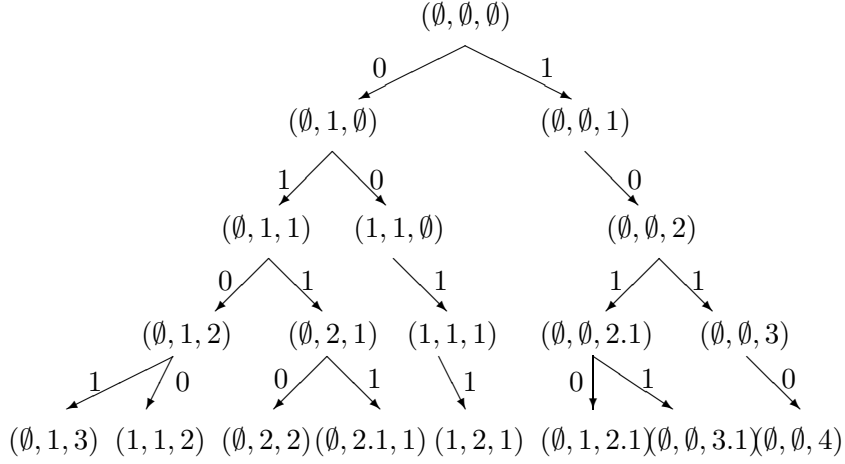 (∅, ∅, ∅)
0 1
(∅, 1, ∅) (∅, ∅, 1)
1 0 0
(∅, 1, 1) (1, 1, ∅) (∅, ∅, 2)
0 1 1 1 1
(∅, 1, 2) (∅, 2, 1) (1, 1, 1) (∅, ∅, 2.1) (∅, ∅, 3)
1 0 0 1 1 0 1 0
(∅, 1, 3) (1, 1, 2) (∅, 2, 2) (∅, 2.1, 1) (1, 2, 1) (∅, 1, 2.1) (∅, ∅, 3.1) (∅, ∅, 4)